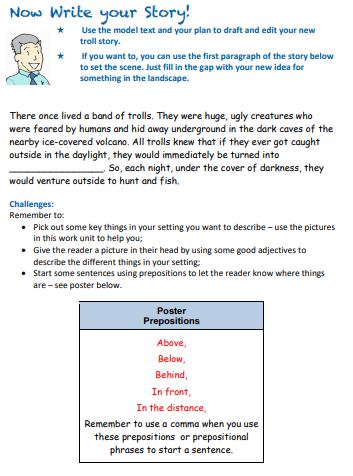 Now Write your Story!
★ Use the model text and your plan to draft and edit your new
troll story.
★ If you want to, you can use the first paragraph of the story below
to set the scene. Just fill in the gap with your new idea for
something in the landscape.
There once lived a band of trolls. They were huge, ugly creatures who
were feared by humans and hid away underground in the dark caves of the
nearby ice-covered volcano. All trolls knew that if they ever got caught
outside in the daylight, they would immediately be turned into
_________________. So, each night, under the cover of darkness, they
would venture outside to hunt and fish.
Challenges:
Remember to:
• Pick out some key things in your setting you want to describe – use the pictures
in this work unit to help you;
• Give the reader a picture in their head by using some good adjectives to
describe the different things in your setting;
• Start some sentences using prepositions to let the reader know where things
are – see poster below.
Poster
Prepositions
Above,
Below,
Behind,
In front,
In the distance,
Remember to use a comma when you use
these prepositions or prepositional
phrases to start a sentence.